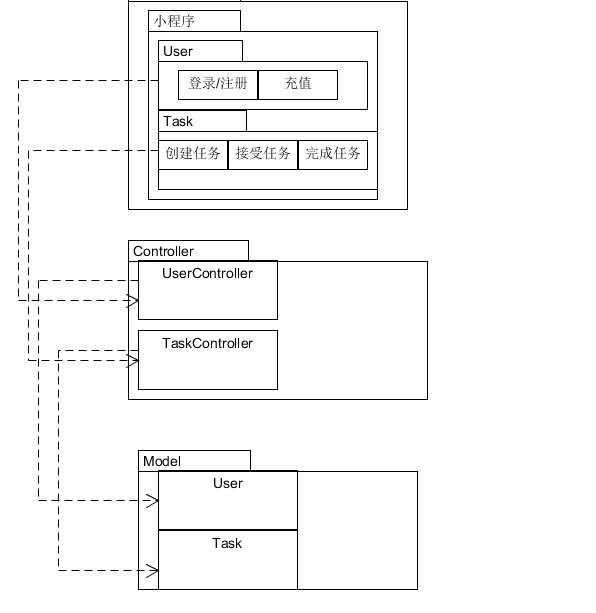 小程序
User
登录/注册 充值
Task
创建任务 接受任务 完成任务
Controller
UserController
TaskController
Model
User
Task